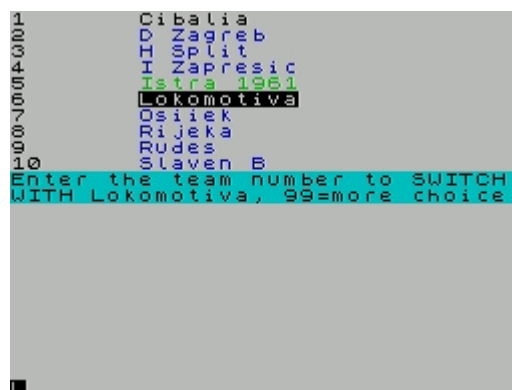 1 Cibalia
2 D Zagreb
3 H Split
4 I Zapresic
5 Istra 1961
6 Lokomotiva
7 Osiiek
8 Rijeka
9 Rudes
10 Slaven B
Enter the team number to SWITCH
WITH Lokomotiva, 99=more choice
L